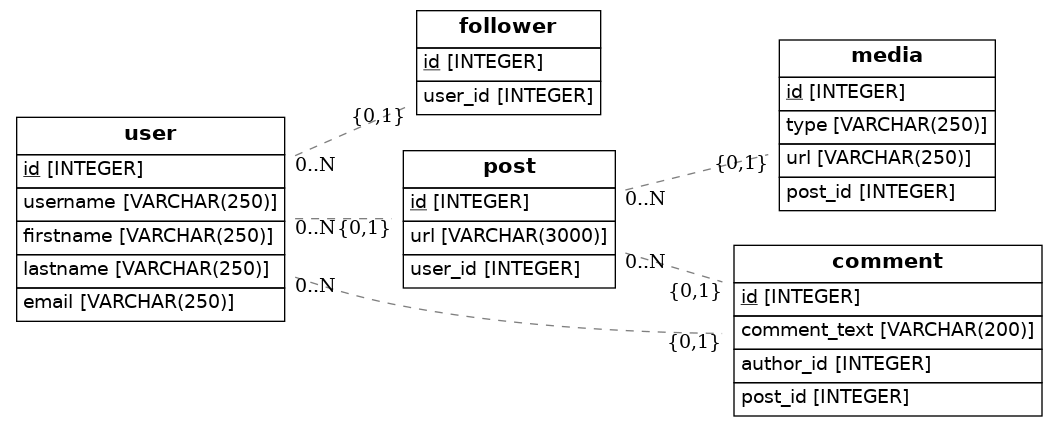 user
id [INTEGER]
username [VARCHAR(250)]
firstname [VARCHAR(250)]
lastname [VARCHAR(250)]
email [VARCHAR(250)]
0..N
0..N
0..N
follower
id [INTEGER]
user_id [INTEGER]
{0,1}
post
id [INTEGER]
url [VARCHAR(3000)]
user_id [INTEGER]
{0,1}
0..N
0..N
media
id [INTEGER]
type [VARCHAR(250)]
url [VARCHAR(250)]
post_id [INTEGER]
{0,1}
comment
id [INTEGER]
comment_text [VARCHAR(200)]
author_id [INTEGER]
post_id [INTEGER]
{0,1}
{0,1}